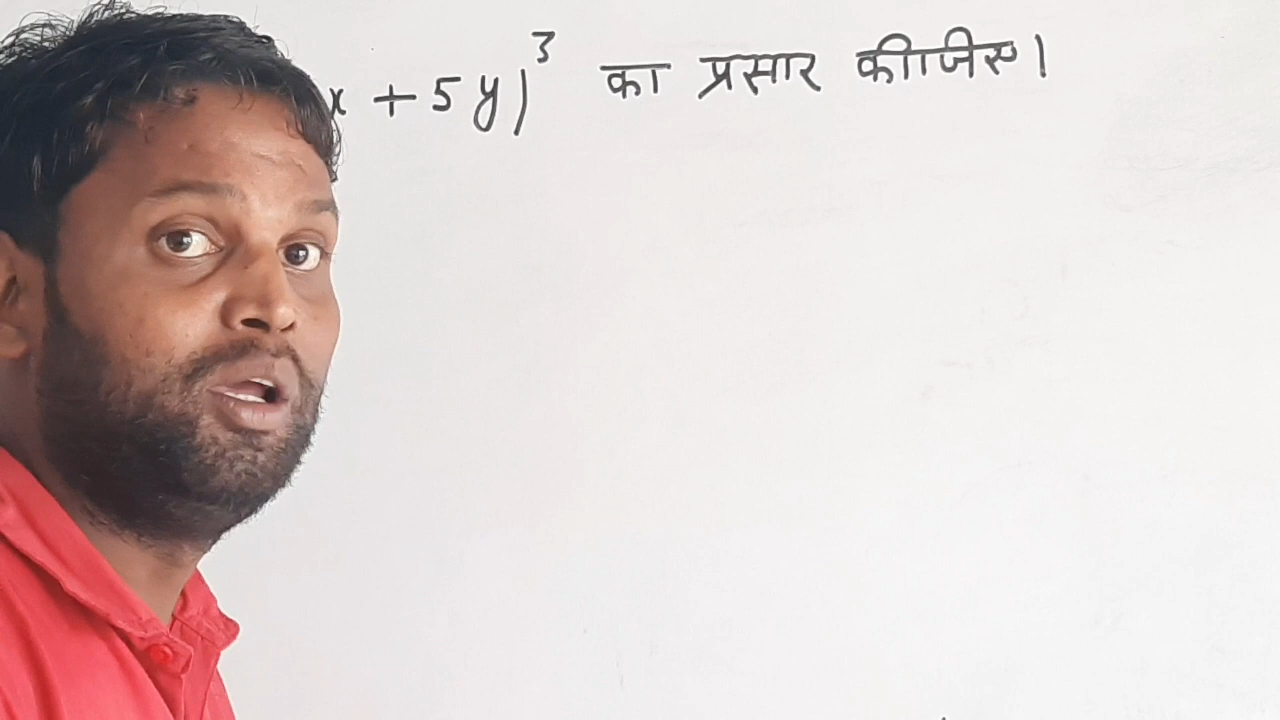 x + 5y)³ का प्रसार कीजिए।